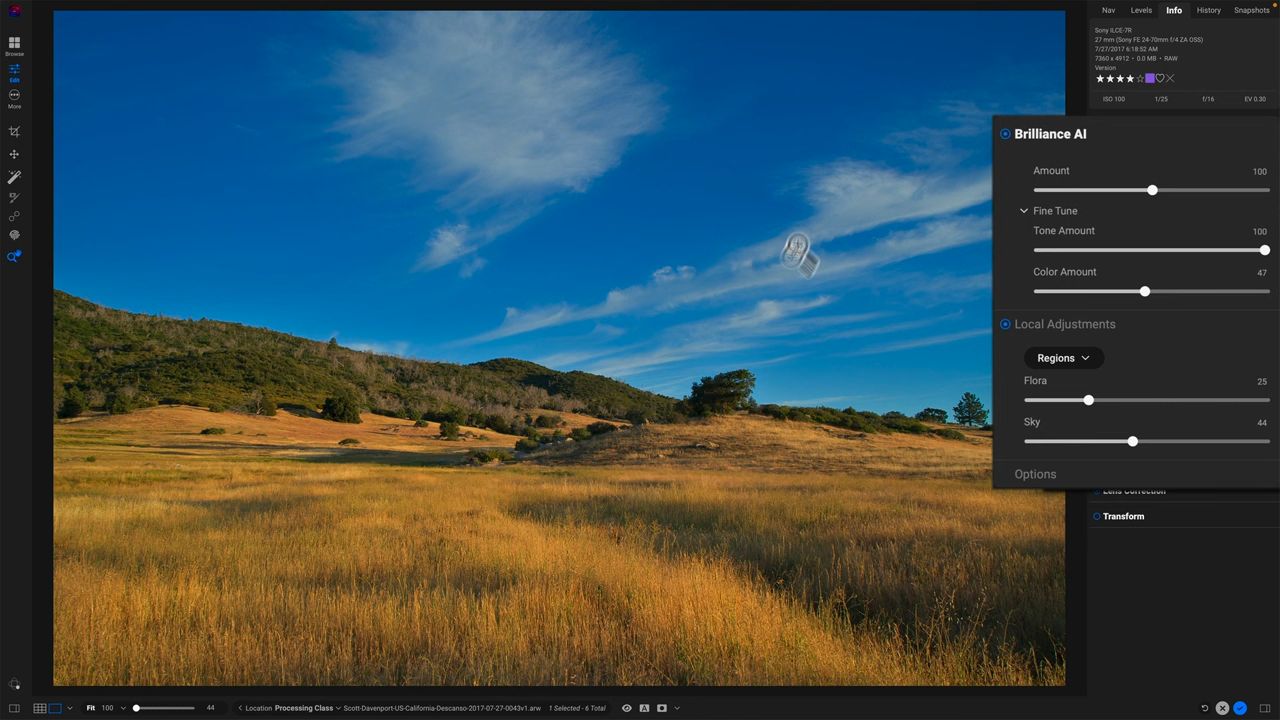 Nav Levels Info History Snapshots
Browse
Edit
More
Sony ILCE-7R
27 mm (Sony FE 24-70mm f/4 ZA OSS)
7/27/2017 6:18:52 AM
7360 x 4912 • 0.0 MB • RAW
Version
ISO 100 1/25 f/16 EV 0.30
Brilliance AI
Amount 100
Fine Tune
Tone Amount 100
Color Amount 47
Local Adjustments
Regions
Flora 25
Sky 44
Options
Lens Correction
Transform
Fit 100 44 Location Processing Class Scott-Davenport-US-California-Descanso-2017-07-27-0043v1.arw 1 Selected - 6 Total A